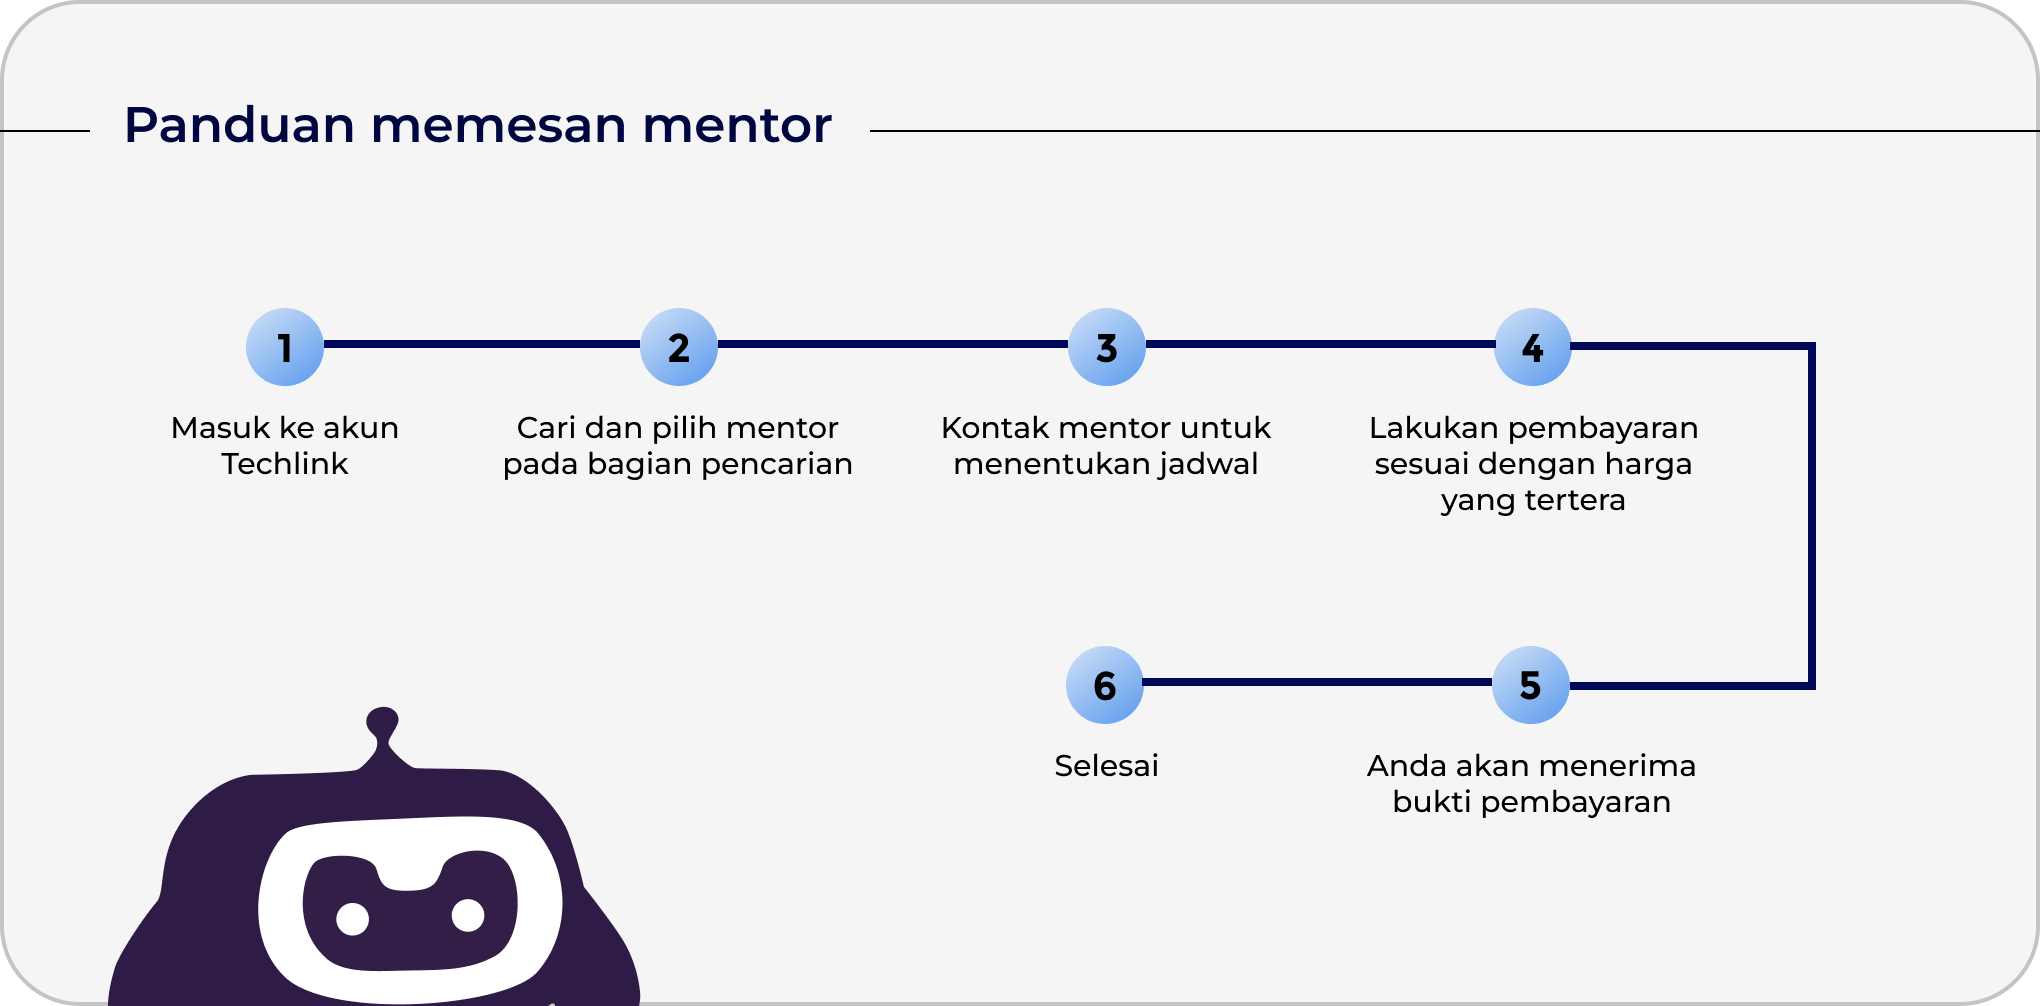 Panduan memesan mentor
1
Masuk ke akun
Techlink
2
Cari dan pilih mentor
pada bagian pencarian
3
Kontak mentor untuk
menentukan jadwal
4
Lakukan pembayaran
sesuai dengan harga
yang tertera
5
Anda akan menerima
bukti pembayaran
6
Selesai